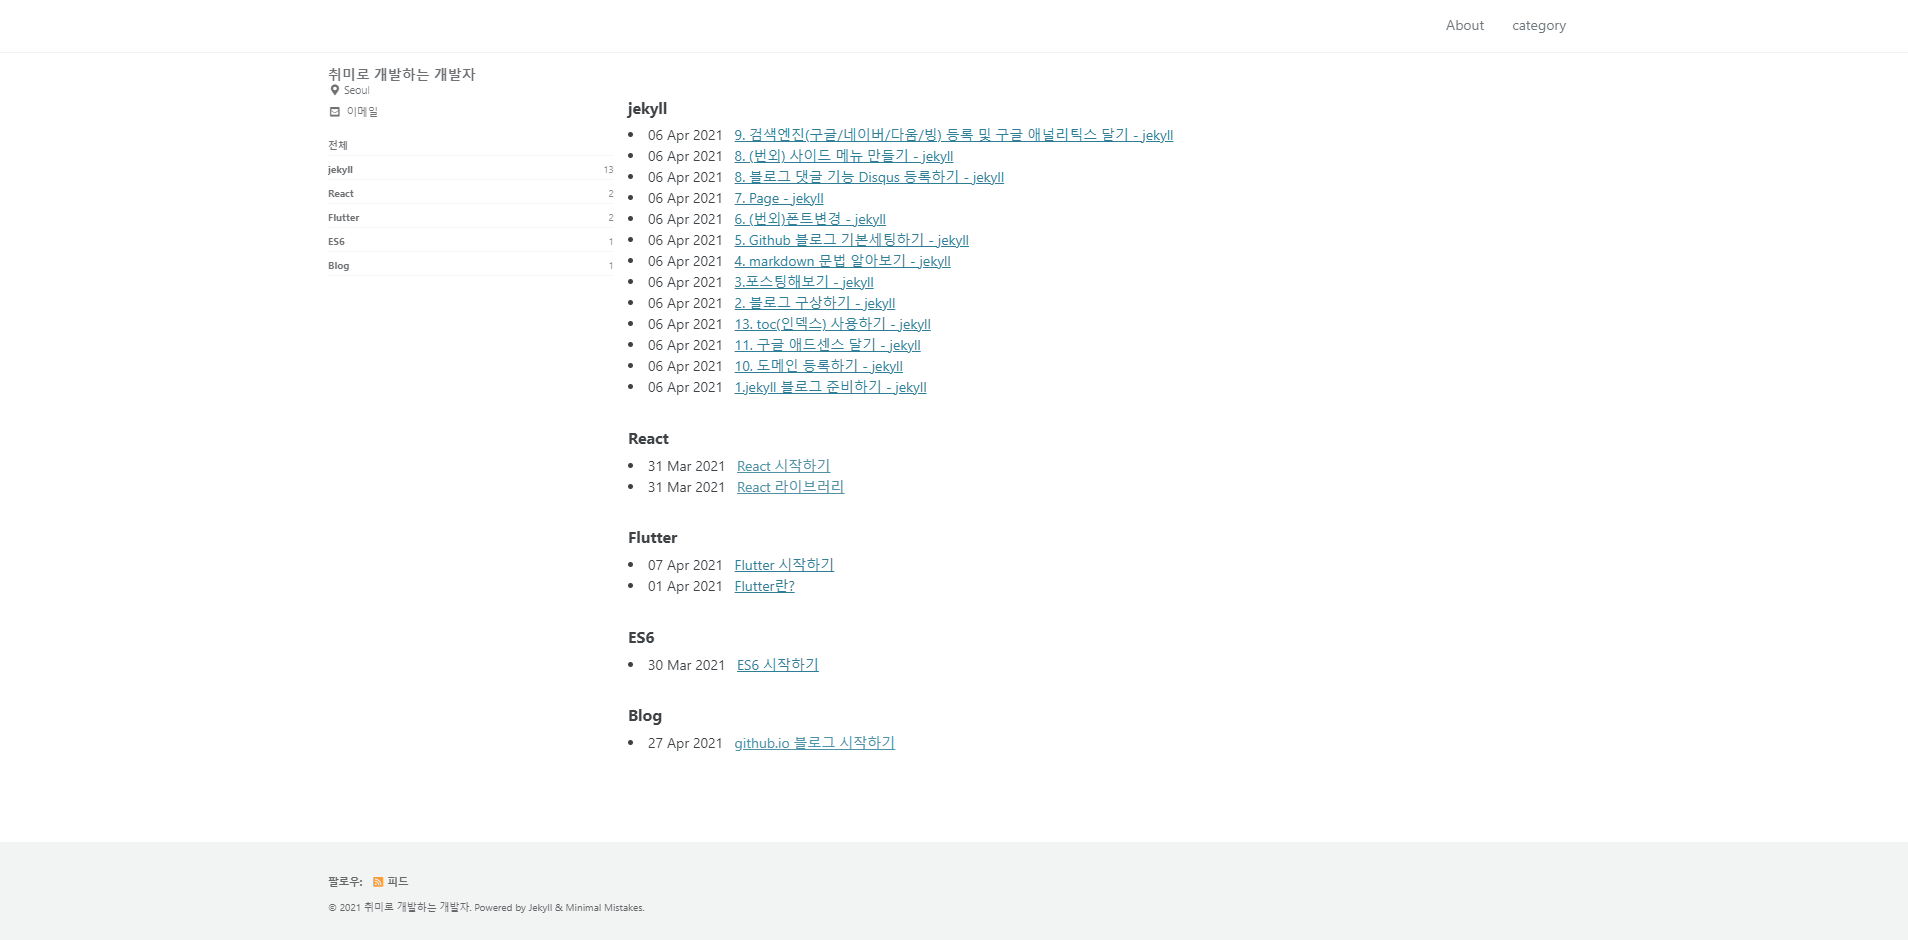 About category
취미로 개발하는 개발자
Seoul
이메일
전체
jekyll 13
React 2
Flutter 2
ES6 1
Blog 1
jekyll
06 Apr 2021 9. 검색엔진(구글/네이버/다움/빙) 등록 및 구글 애널리틱스 달기 - jekyll
06 Apr 2021 8. (번외) 사이드 메뉴 만들기 - jekyll
06 Apr 2021 8. 블로그 댓글 기능 Disqus 등록하기 - jekyll
06 Apr 2021 7. Page - jekyll
06 Apr 2021 6. (번외)폰트변경 - jekyll
06 Apr 2021 5. Github 블로그 기본세팅하기 - jekyll
06 Apr 2021 4. markdown 문법 알아보기 - jekyll
06 Apr 2021 3.포스팅해보기 - jekyll
06 Apr 2021 2. 블로그 구상하기 - jekyll
06 Apr 2021 13. toc(인덱스) 사용하기 - jekyll
06 Apr 2021 11. 구글 애드센스 달기 - jekyll
06 Apr 2021 10. 도메인 등록하기 - jekyll
06 Apr 2021 1.jekyll 블로그 준비하기 - jekyll
React
31 Mar 2021 React 시작하기
31 Mar 2021 React 라이브러리
Flutter
07 Apr 2021 Flutter 시작하기
01 Apr 2021 Flutter란?
ES6
30 Mar 2021 ES6 시작하기
Blog
27 Apr 2021 github.io 블로그 시작하기
팔로우: 피드
© 2021 취미로 개발하는 개발자. Powered by Jekyll & Minimal Mistakes.